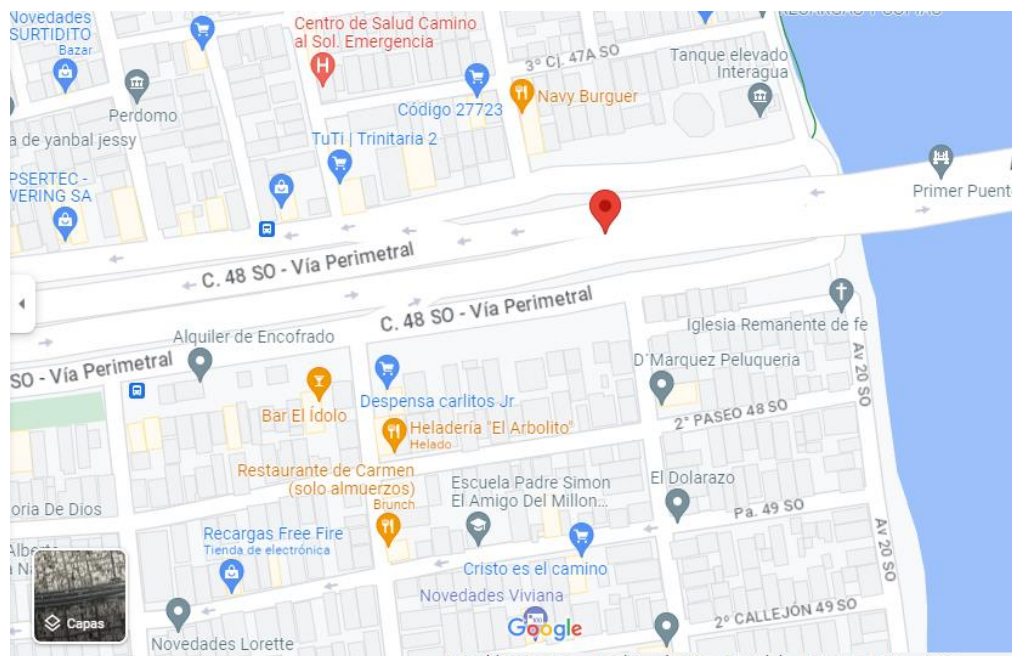 Novedades
SURTIDITO
Bazar
Centro de Salud Camino
al Sol. Emergencia
3° Cj. 47A SO
Tanque elevado
Interagua
Perdomo
Código 27723
Navy Burguer
a de yanbal jessy
TuTi | Trinitaria 2
PSERTEC -
WERING SA
Primer Puent
C. 48 SO - Vía Perimetral
C. 48 SO - Vía Perimetral
Iglesia Remanente de fe
Alquiler de Encofrado
SO - Vía Perimetral
D´Marquez Peluqueria
Av 20 SO
Despensa carlitos Jr
Bar El Ídolo
2° PASEO 48 SO
Heladería "El Arbolito"
Helado
Restaurante de Carmen
(solo almuerzos)
Brunch
Escuela Padre Simon
El Amigo Del Millon...
El Dolarazo
oria De Dios
Pa. 49 SO
Recargas Free Fire
Tienda de electrónica
Av 20 SO
Cristo es el camino
Novedades Viviana
Capas
Google
2° CALLEJÓN 49 SO
Novedades Lorette